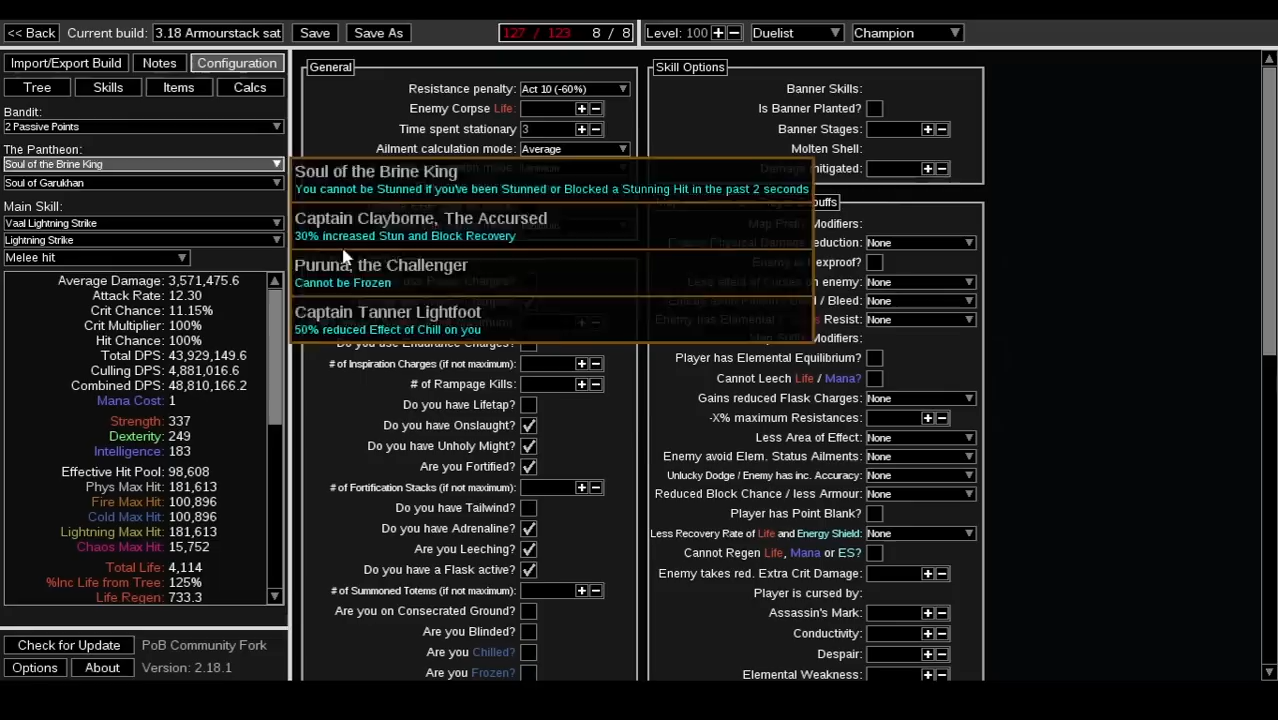 << Back Current build: 3.18 Armourstack sat Save Save As 127 / 123 8 / 8 Level: 100 + - Duelist Champion
Import/Export Build Notes Configuration
Tree Skills Items Calcs
Bandit:
2 Passive Points
The Pantheon:
Soul of the Brine King
Soul of Garukhan
Main Skill:
Vaal Lightning Strike
Lightning Strike
Melee hit
Average Damage: 3,571,475.6
Attack Rate: 12.30
Crit Chance: 11.15%
Crit Multiplier: 100%
Hit Chance: 100%
Total DPS: 43,929,149.6
Culling DPS: 4,881,016.6
Combined DPS: 48,810,166.2
Mana Cost: 1
Strength: 337
Dexterity: 249
Intelligence: 183
Effective Hit Pool: 98,608
Phys Max Hit: 181,613
Fire Max Hit: 100,896
Cold Max Hit: 100,896
Lightning Max Hit: 181,613
Chaos Max Hit: 15,752
Total Life: 4,114
%Inc Life from Tree: 125%
Life Regen: 733.3
Check for Update PoB Community Fork
Options About Version: 2.18.1
General
Resistance penalty: Act 10 (-60%)
Enemy Corpse Life: + -
Time spent stationary 3 + -
Ailment calculation mode: Average
Soul of the Brine King
You cannot be Stunned if you've been Stunned or Blocked a Stunning Hit in the past 2 seconds
Captain Clayborne, The Accursed
30% increased Stun and Block Recovery
Puruna, the Challenger
Cannot be Frozen
Captain Tanner Lightfoot
50% reduced Effect of Chill on you
Do you use Endurance Charges?
# of Inspiration Charges (if not maximum): + -
# of Rampage Kills: + -
Do you have Lifetap?
Do you have Onslaught?
Do you have Unholy Might?
Are you Fortified?
# of Fortification Stacks (if not maximum): + -
Do you have Tailwind?
Do you have Adrenaline?
Are you Leeching?
Do you have a Flask active?
# of Summoned Totems (if not maximum): + -
Are you on Consecrated Ground?
Are you Blinded?
Are you Chilled?
Are you Frozen?
Skill Options
Banner Skills:
Is Banner Planted?
Banner Stages: + -
Molten Shell:
mitigated: + -
Map Modifiers:
reduction: None
Enemy is Hexproof?
on enemy: None
/ Bleed: None
Enemy has Elemental Resist: None
Player has Elemental Equilibrium?
Cannot Leech Life / Mana?
Gains reduced Flask Charges: None
-X% maximum Resistances: + -
Less Area of Effect: None
Enemy avoid Elem. Status Ailments: None
Unlucky Dodge / Enemy has inc. Accuracy: None
Reduced Block Chance / less Armour: None
Player has Point Blank?
Less Recovery Rate of Life and Energy Shield: None
Cannot Regen Life, Mana or ES?
Enemy takes red. Extra Crit Damage: + -
Player is cursed by:
Assassin's Mark: + -
Conductivity: + -
Despair: + -
Elemental Weakness: + -